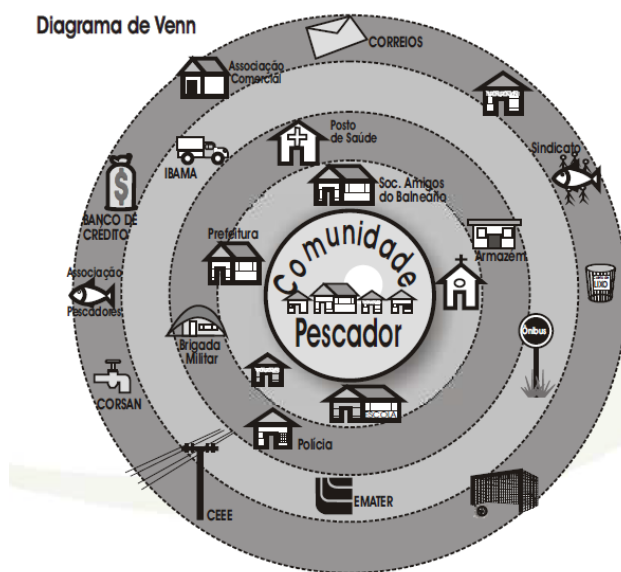 Diagrama de Venn
CORREIOS
Associação
Comercial
Posto
de Saúde
IBAMA
Sindicato
Soc. Amigos
do Balneário
BANCO DE
CRÉDITO
$
Prefeitura
Armazém
Comunidade
Pescador
Associação
Pescadores
LIXO
Ônibus
Brigada
Militar
CORSAN
ESCOLA
Polícia
EMATER
CEEE